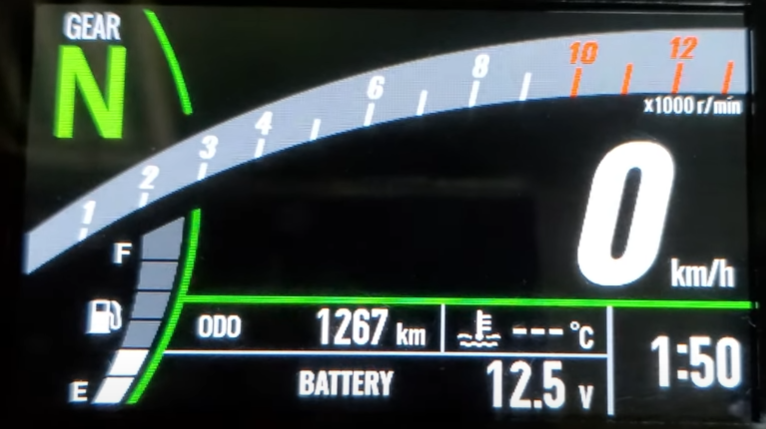 GEAR
N
1 2 3 4 6 8 10 12
x1000 r/min
0 km/h
F
E
ODO 1267 km
--- °C
1:50
BATTERY 12.5 V